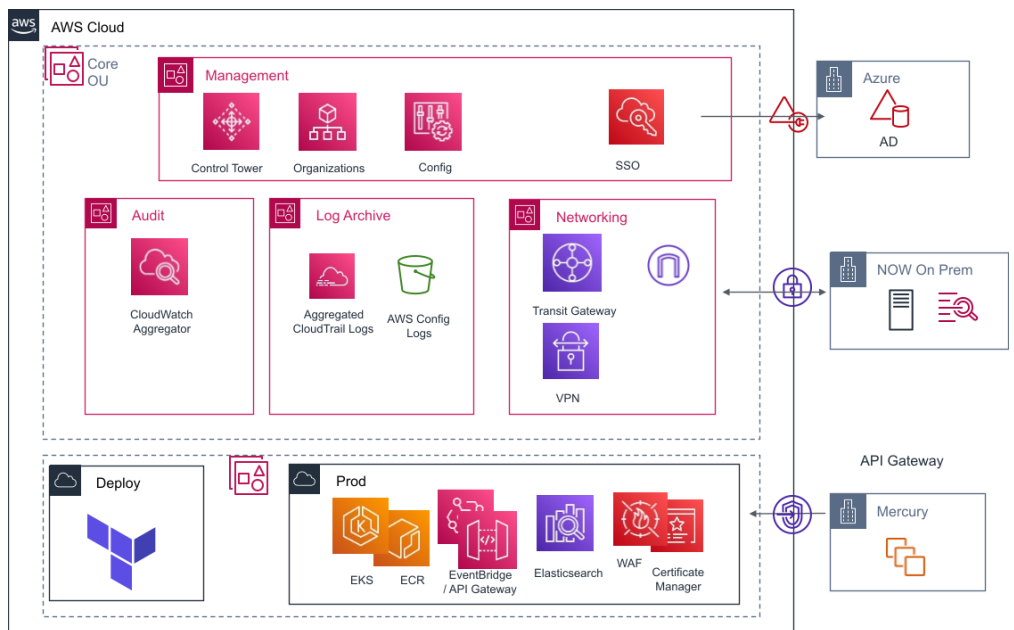 aws
AWS Cloud
Core
OU
Management
Control Tower
Organizations
Config
SSO
Azure
AD
Audit
CloudWatch
Aggregator
Log Archive
Aggregated
CloudTrail Logs
AWS Config
Logs
Networking
Transit Gateway
VPN
NOW On Prem
Deploy
Prod
EKS
ECR
EventBridge
/ API Gateway
Elasticsearch
WAF
Certificate
Manager
API Gateway
Mercury